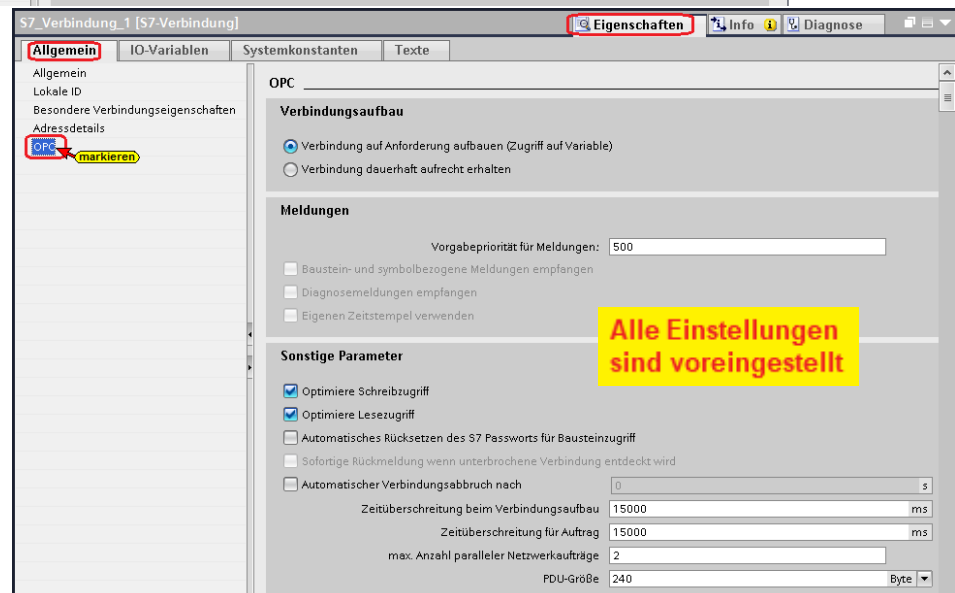 S7_Verbindung_1 [S7-Verbindung]
Eigenschaften
Info
Diagnose
Allgemein
IO-Variablen
Systemkonstanten
Texte
Allgemein
Lokale ID
Besondere Verbindungseigenschaften
Adressdetails
OPC
markieren
OPC
Verbindungsaufbau
Verbindung auf Anforderung aufbauen (Zugriff auf Variable)
Verbindung dauerhaft aufrecht erhalten
Meldungen
Vorgabepriorität für Meldungen: 500
Baustein- und symbolbezogene Meldungen empfangen
Diagnosemeldungen empfangen
Eigenen Zeitstempel verwenden
Alle Einstellungen
sind voreingestellt
Sonstige Parameter
Optimiere Schreibzugriff
Optimiere Lesezugriff
Automatisches Rücksetzen des S7 Passworts für Bausteinzugriff
Sofortige Rückmeldung wenn unterbrochene Verbindung entdeckt wird
Automatischer Verbindungsabbruch nach 0 s
Zeitüberschreitung beim Verbindungsaufbau 15000 ms
Zeitüberschreitung für Auftrag 15000 ms
max. Anzahl paralleler Netzwerkaufträge 2
PDU-Größe 240 Byte